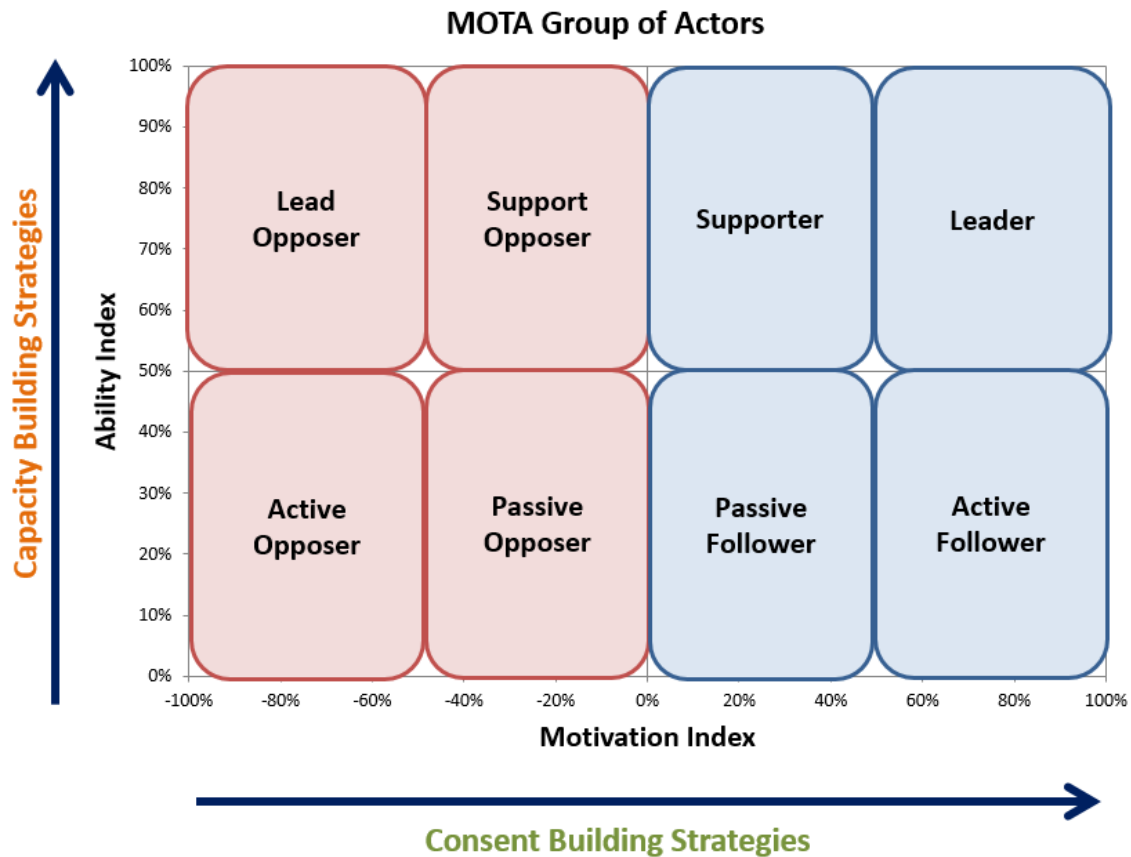 MOTA Group of Actors
Capacity Building Strategies
Ability Index
100%
90%
80%
70%
60%
50%
40%
30%
20%
10%
0%
Lead
Opposer
Support
Opposer
Supporter
Leader
Active
Opposer
Passive
Opposer
Passive
Follower
Active
Follower
-100%
-80%
-60%
-40%
-20%
0%
20%
40%
60%
80%
100%
Motivation Index
Consent Building Strategies